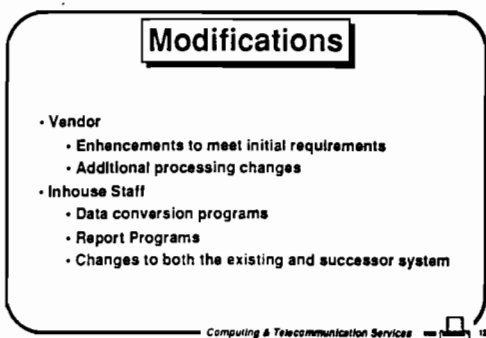 Modifications
• Vendor
• Enhencements to meet initial requirements
• Additional processing changes
• Inhouse Staff
• Data conversion programs
• Report Programs
• Changes to both the existing and successor system
Computing & Telecommunication Services